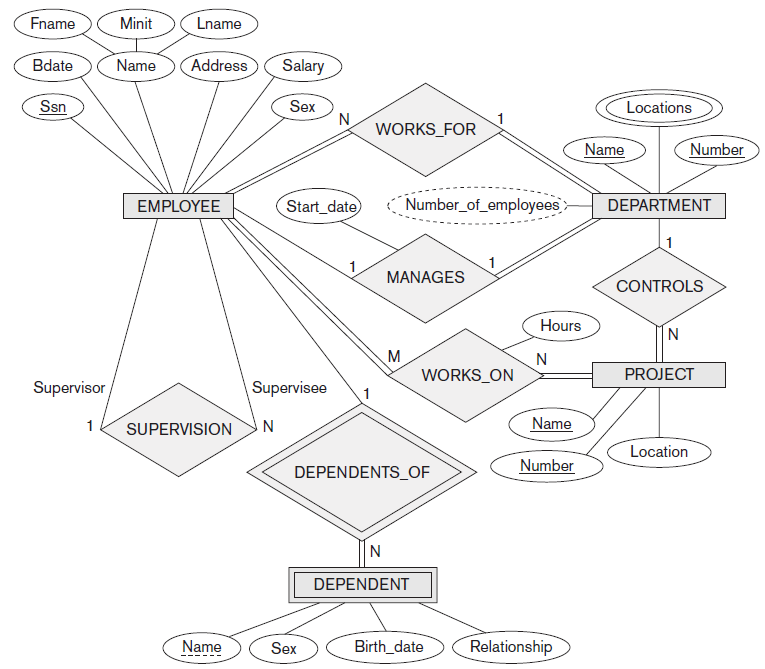 Fname
Minit
Lname
Bdate
Name
Address
Salary
Ssn
Sex
N
WORKS_FOR
1
Locations
Name
Number
EMPLOYEE
Start_date
Number_of_employees
DEPARTMENT
1
MANAGES
1
1
CONTROLS
N
Hours
M
WORKS_ON
N
PROJECT
Name
Number
Location
Supervisor
Supervisee
1
SUPERVISION
N
1
DEPENDENTS_OF
N
DEPENDENT
Name
Sex
Birth_date
Relationship